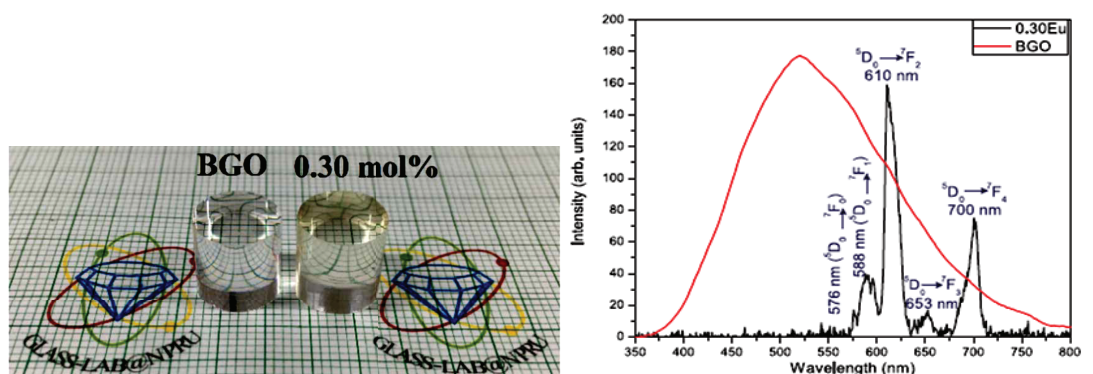 BGO 0.30 mol%
GLASS-LAB@NPRU
GLASS-LAB@NPRU
Intensity (arb, units)
200
180
160
140
120
100
80
60
40
20
0
350 400 450 500 550 600 650 700 750 800
Wavelength (nm)
0.30Eu
BGO
⁵D₀→⁷F₂
610 nm
576 nm (⁵D₀→⁷F₀)
588 nm (⁵D₀→⁷F₁)
⁵D₀→⁷F₃
653 nm
⁵D₀→⁷F₄
700 nm